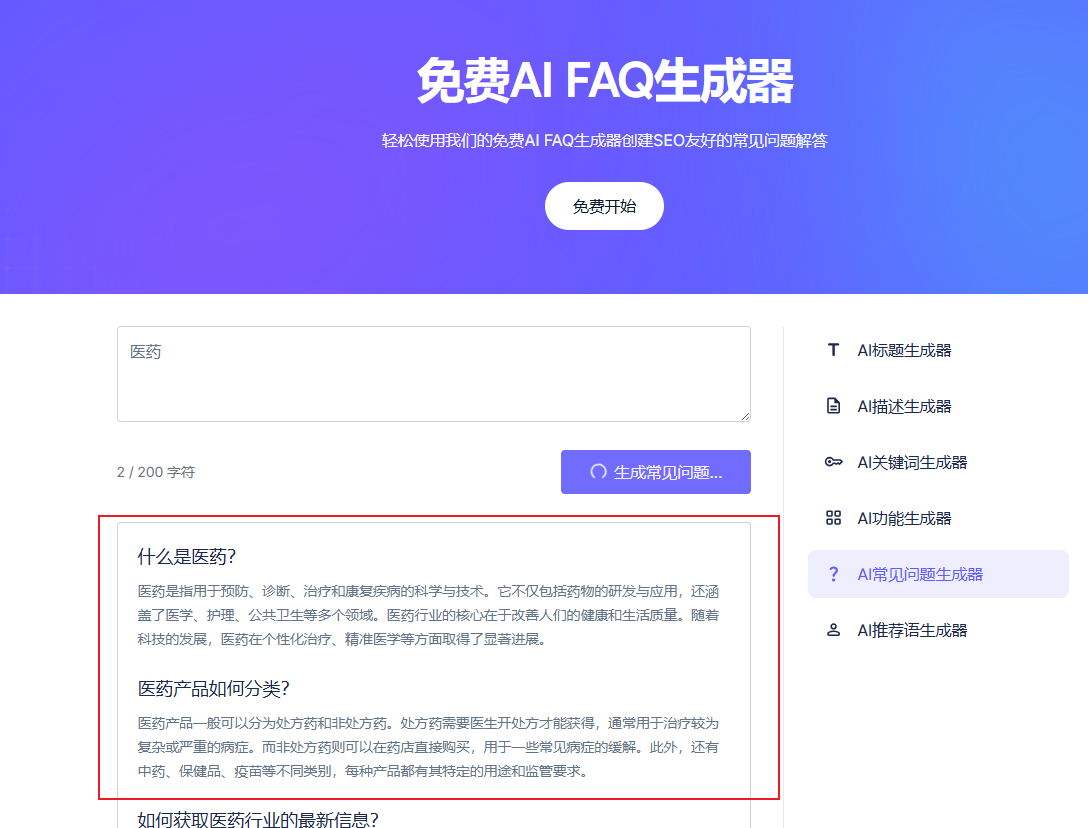 免费AI FAQ生成器
轻松使用我们的免费AI FAQ生成器创建SEO友好的常见问题解答
免费开始
医药
2 / 200 字符
生成常见问题...
什么是医药？
医药是指用于预防、诊断、治疗和康复疾病的科学与技术。它不仅包括药物的研发与应用，还涵
盖了医学、护理、公共卫生等多个领域。医药行业的核心在于改善人们的健康和生活质量。随着
科技的发展，医药在个性化治疗、精准医学等方面取得了显著进展。
医药产品如何分类？
医药产品一般可以分为处方药和非处方药。处方药需要医生开处方才能获得，通常用于治疗较为
复杂或严重的病症。而非处方药则可以在药店直接购买，用于一些常见病症的缓解。此外，还有
中药、保健品、疫苗等不同类别，每种产品都有其特定的用途和监管要求。
如何获取医药行业的最新信息？
AI标题生成器
AI描述生成器
AI关键词生成器
AI功能生成器
AI常见问题生成器
AI推荐语生成器